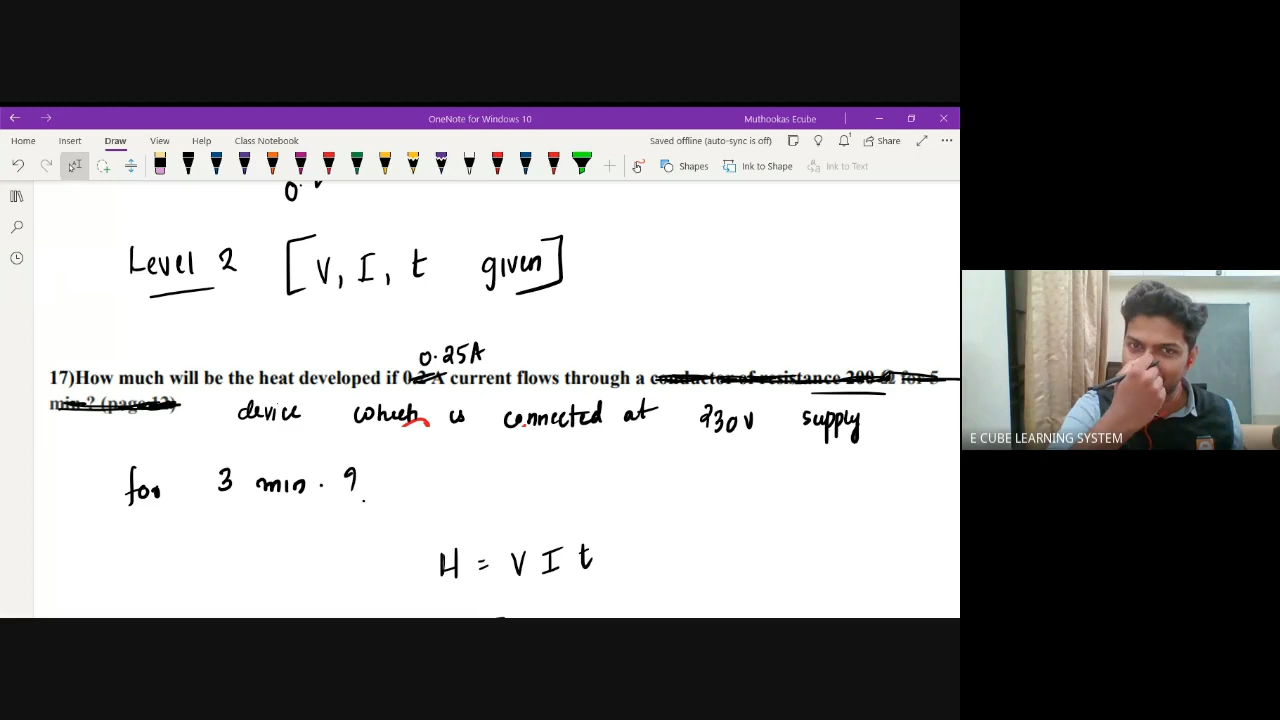 OneNote for Windows 10
Muthookas Ecube
Home Insert Draw View Help Class Notebook
Saved offline (auto-sync is off)
Share
Shapes
Ink to Shape
Ink to Text
Level 2 [V, I, t given]
0.25A
17)How much will be the heat developed if 0.2 A current flows through a conductor of resistance 200 Ω for 5
min? (page 12)
device which is connected at 230V supply
for 3 min. ?
H = V I t
E CUBE LEARNING SYSTEM